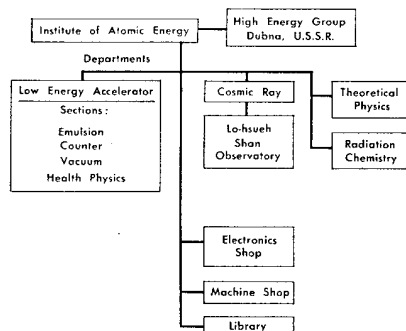 Institute of Atomic Energy
High Energy Group
Dubna, U.S.S.R.
Departments
Low Energy Accelerator
Sections:
Emulsion
Counter
Vacuum
Health Physics
Cosmic Ray
Lo-hsueh
Shan
Observatory
Theoretical
Physics
Radiation
Chemistry
Electronics
Shop
Machine Shop
Library